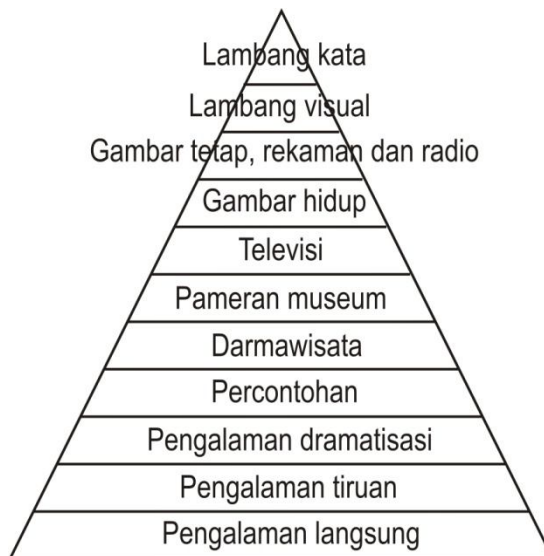 Lambang kata
Lambang visual
Gambar tetap, rekaman dan radio
Gambar hidup
Televisi
Pameran museum
Darmawisata
Percontohan
Pengalaman dramatisasi
Pengalaman tiruan
Pengalaman langsung